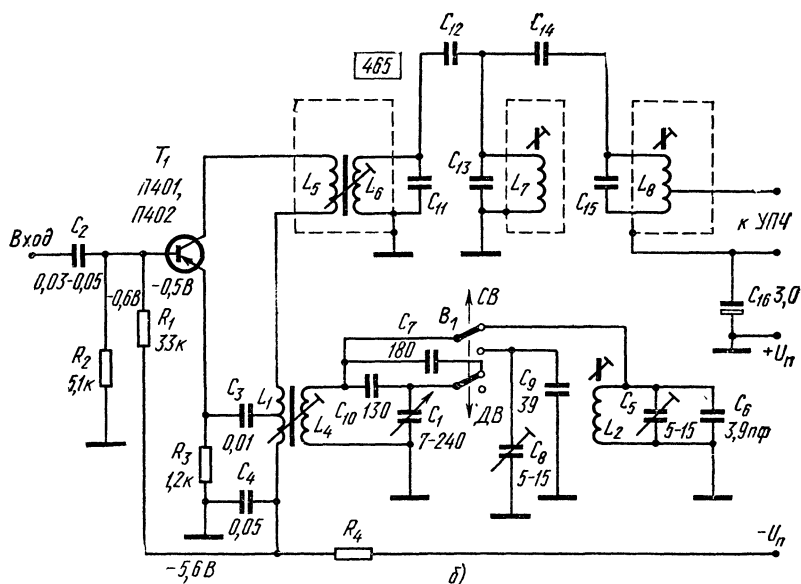 C12
C14
465
T1
П401,
П402
L5
L6
C11
C13
L7
C15
L8
к УПЧ
Вход
C2
0,03-0,05
-0,5В
-0,6В
R1
33к
R2
5,1к
C16 3,0
+Uп
СВ
B1
C7
180
C3
0,01
L1
L4
C10
130
C1
7-240
ДВ
C9
39
C8
5-15
L2
C5
5-15
C6
3,9пф
R3
1,2к
C4
0,05
R4
-Uп
-5,6В
б)